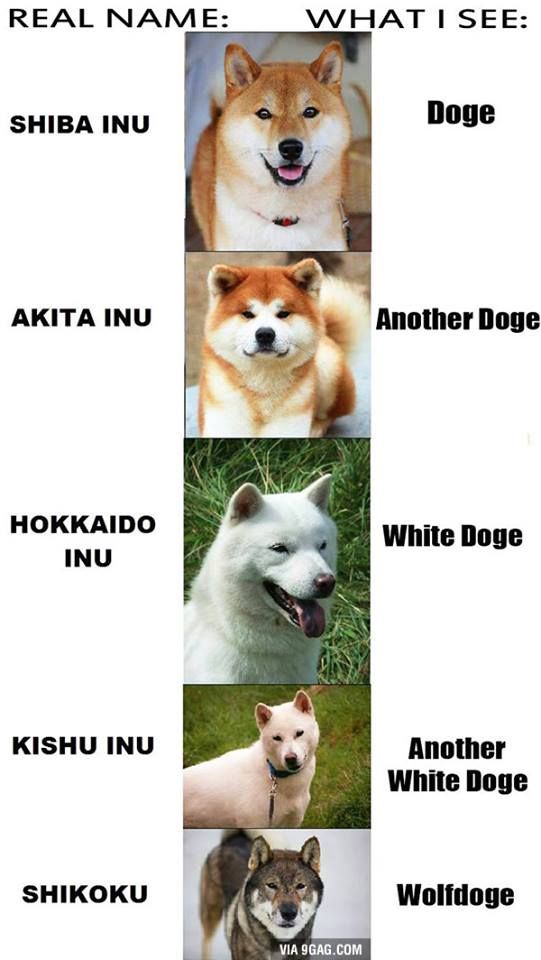 REAL NAME: WHAT I SEE:
SHIBA INU Doge
AKITA INU Another Doge
HOKKAIDO
INU
White Doge
KISHU INU
Another
White Doge
SHIKOKU Wolfdoge
VIA 9GAG.COM